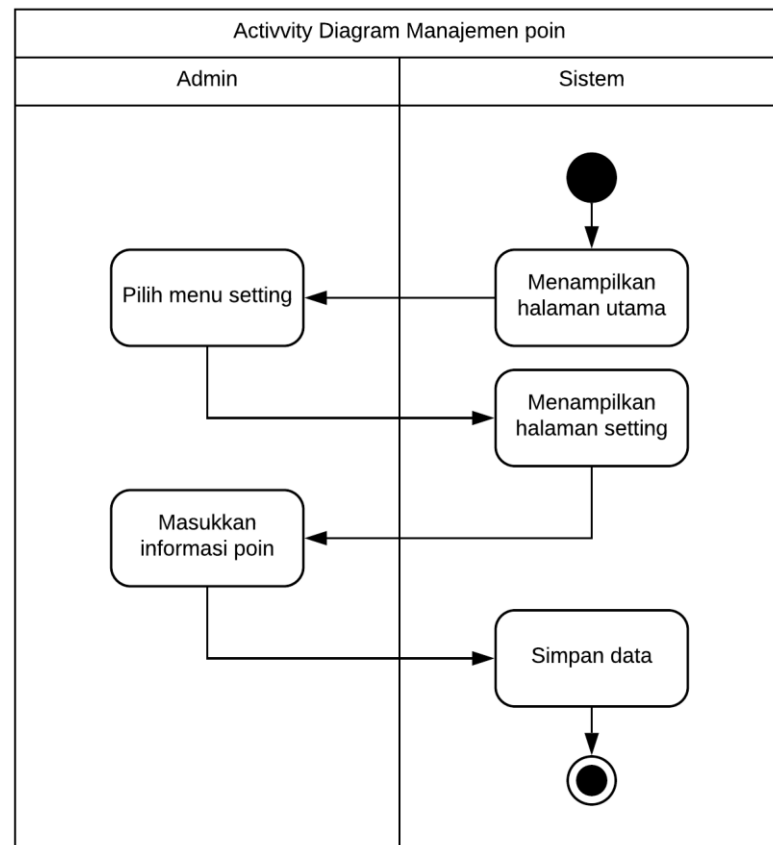 Activvity Diagram Manajemen poin
Admin
Sistem
Menampilkan
halaman utama
Pilih menu setting
Menampilkan
halaman setting
Masukkan
informasi poin
Simpan data